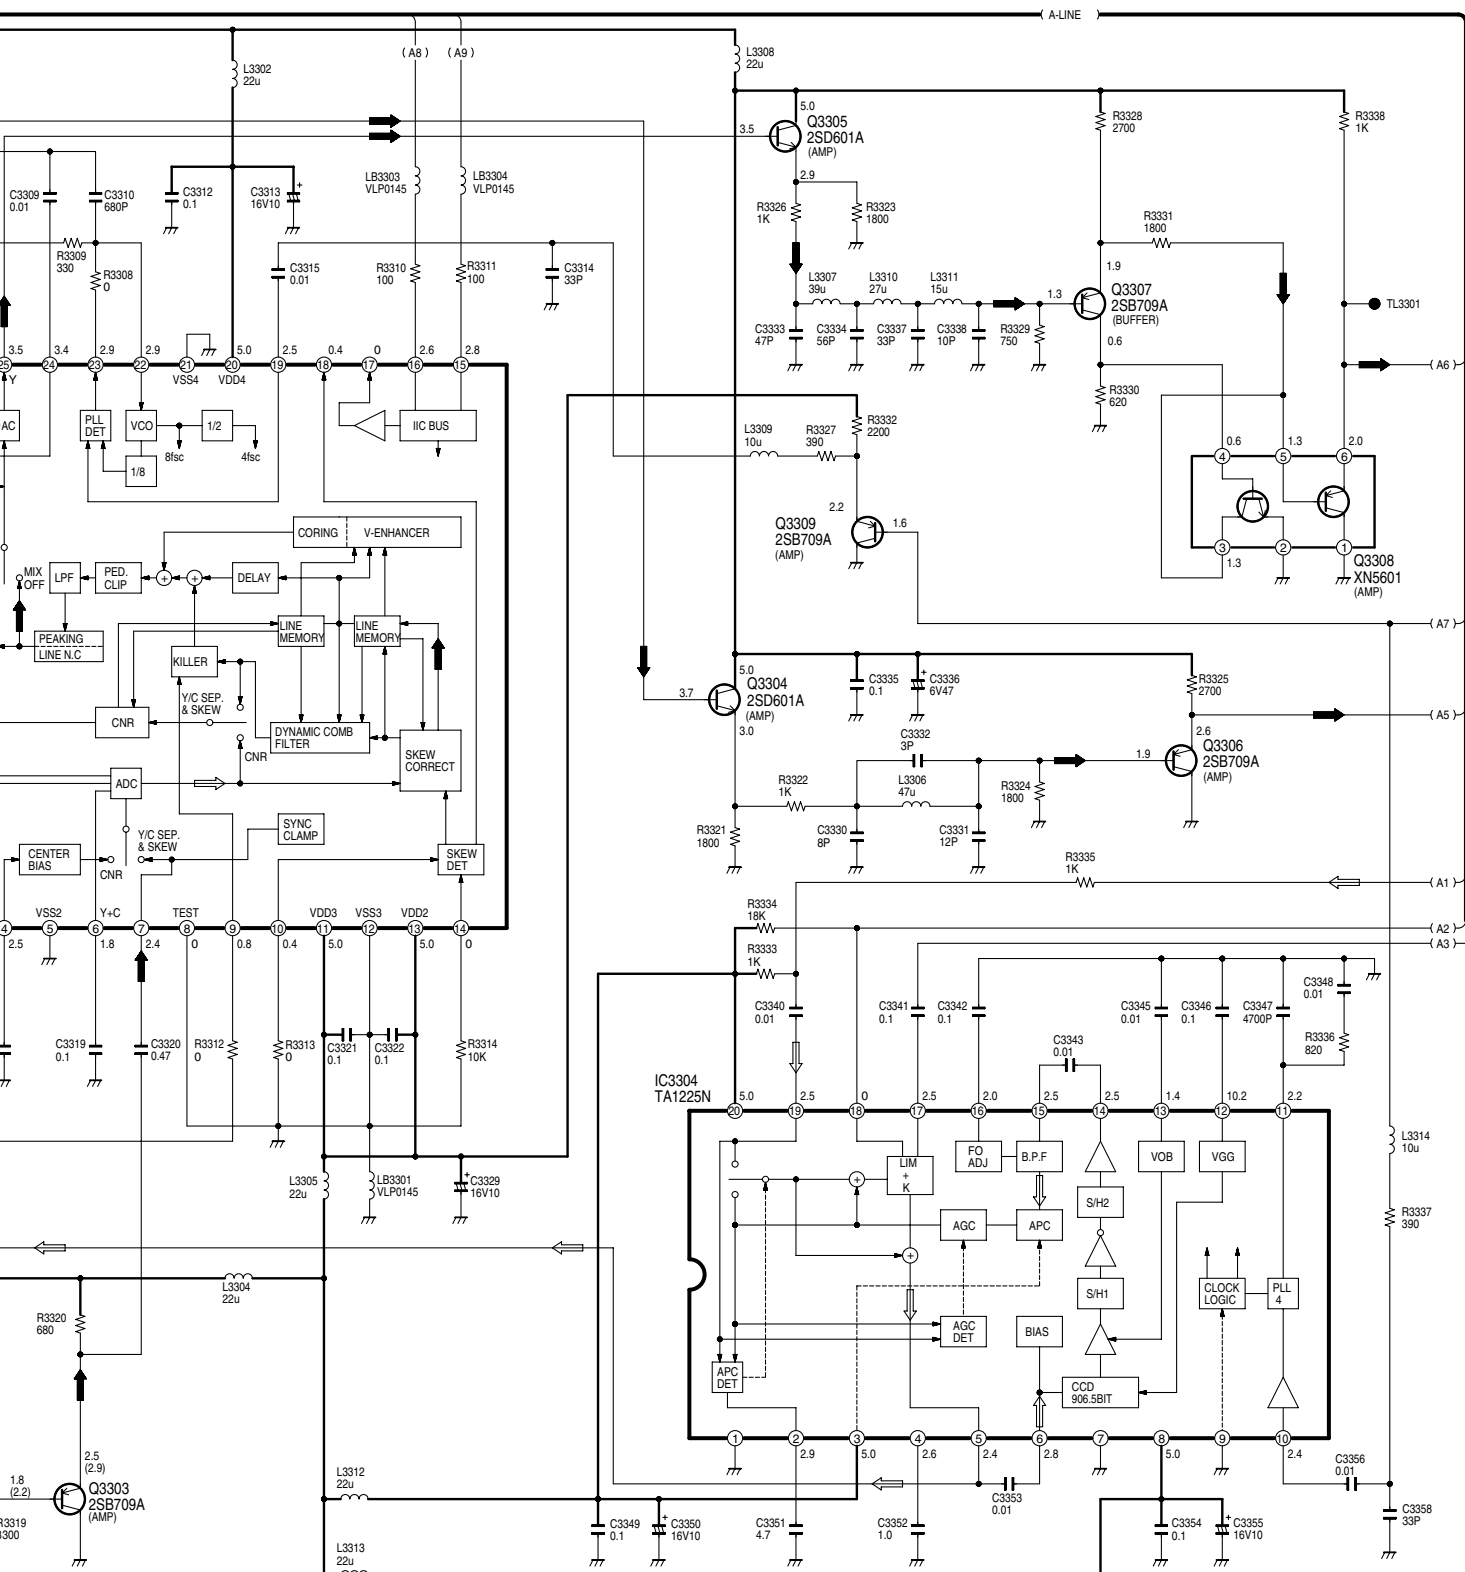 ( A-LINE )
( A8 )
( A9 )
L3302
22u
L3308
22u
5.0
3.5
Q3305
2SD601A
(AMP)
2.9
R3328
2700
R3338
1K
C3309
0.01
C3310
680P
C3312
0.1
C3313
16V10
+
LB3303
VLP0145
LB3304
VLP0145
R3326
1K
R3323
1800
R3331
1800
R3309
330
R3308
0
C3315
0.01
R3310
100
R3311
100
C3314
33P
L3307
39u
L3310
27u
L3311
15u
1.3
1.9
Q3307
2SB709A
(BUFFER)
0.6
TL3301
C3333
47P
C3334
56P
C3337
33P
C3338
10P
R3329
750
( A6 )
3.5
3.4
2.9
2.9
5.0
2.5
0.4
0
2.6
2.8
25
24
23
22
21
20
19
18
17
16
15
Y
VSS4
VDD4
AC
PLL
DET
VCO
1/2
1/8
8fsc
4fsc
IIC BUS
R3330
620
L3309
10u
R3327
390
R3332
2200
0.6
1.3
2.0
4
5
6
3
2
1
1.3
Q3308
XN5601
(AMP)
2.2
1.6
Q3309
2SB709A
(AMP)
CORING
V-ENHANCER
MIX
OFF
LPF
PED.
CLIP
+
+
DELAY
LINE
MEMORY
LINE
MEMORY
PEAKING
LINE N.C
KILLER
( A7 )
Y/C SEP.
& SKEW
CNR
CNR
DYNAMIC COMB
FILTER
SKEW
CORRECT
5.0
3.7
Q3304
2SD601A
(AMP)
3.0
C3335
0.1
C3336
6V47
+
R3325
2700
( A5 )
2.6
1.9
Q3306
2SB709A
(AMP)
C3332
3P
L3306
47u
R3322
1K
R3324
1800
R3321
1800
C3330
8P
C3331
12P
ADC
Y/C SEP.
& SKEW
CNR
SYNC
CLAMP
CENTER
BIAS
SKEW
DET
R3335
1K
( A1 )
R3334
18K
( A2 )
R3333
1K
( A3 )
VSS2
Y+C
TEST
VDD3
VSS3
VDD2
4
5
6
7
8
9
10
11
12
13
14
2.5
1.8
2.4
0
0.8
0.4
5.0
5.0
0
C3319
0.1
C3320
0.47
R3312
0
R3313
0
C3321
0.1
C3322
0.1
R3314
10K
C3340
0.01
C3341
0.1
C3342
0.1
C3345
0.01
C3346
0.1
C3347
4700P
C3348
0.01
C3343
0.01
R3336
820
IC3304
TA1225N
5.0
2.5
0
2.5
2.0
2.5
2.5
1.4
10.2
2.2
20
19
18
17
16
15
14
13
12
11
L3314
10u
R3337
390
L3305
22u
LB3301
VLP0145
C3329
16V10
+
LIM
+
K
FO
ADJ
B.P.F
VOB
VGG
S/H2
+
AGC
APC
+
S/H1
CLOCK
LOGIC
PLL
4
AGC
DET
BIAS
APC
DET
CCD
906.5BIT
L3304
22u
R3320
680
2.5
(2.9)
1.8
(2.2)
Q3303
2SB709A
(AMP)
R3319
3300
1
2
3
4
5
6
7
8
9
10
2.9
5.0
2.6
2.4
2.8
5.0
2.4
L3312
22u
L3313
22u
C3349
0.1
C3350
16V10
+
C3351
4.7
C3352
1.0
C3353
0.01
C3354
0.1
C3355
16V10
+
C3356
0.01
C3358
33P